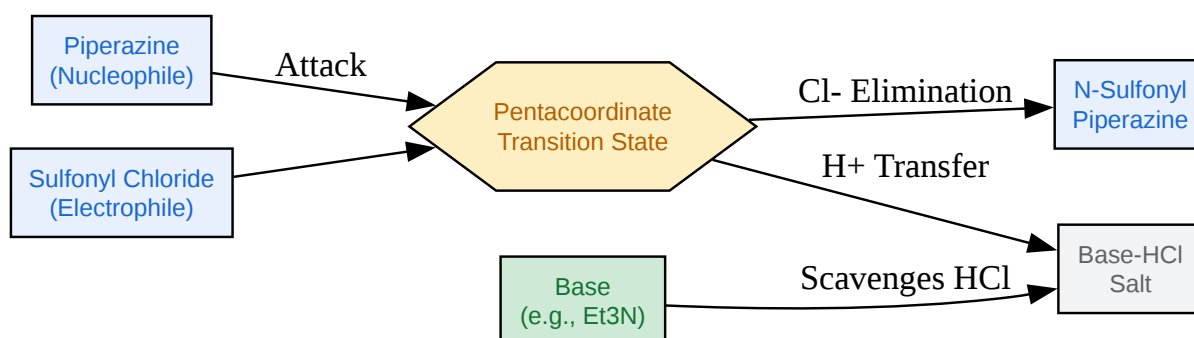 Piperazine
(Nucleophile)
Attack
Sulfonyl Chloride
(Electrophile)
Pentacoordinate
Transition State
Cl- Elimination
N-Sulfonyl
Piperazine
H+ Transfer
Base
(e.g., Et3N)
Scavenges HCl
Base-HCl
Salt